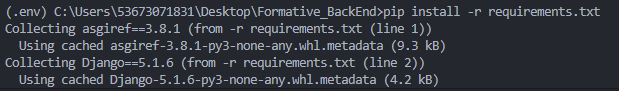 (.env) C:\Users\53673071831\Desktop\Formative_BackEnd>pip install -r requirements.txt
Collecting asgiref==3.8.1 (from -r requirements.txt (line 1))
  Using cached asgiref-3.8.1-py3-none-any.whl.metadata (9.3 kB)
Collecting Django==5.1.6 (from -r requirements.txt (line 2))
  Using cached Django-5.1.6-py3-none-any.whl.metadata (4.2 kB)